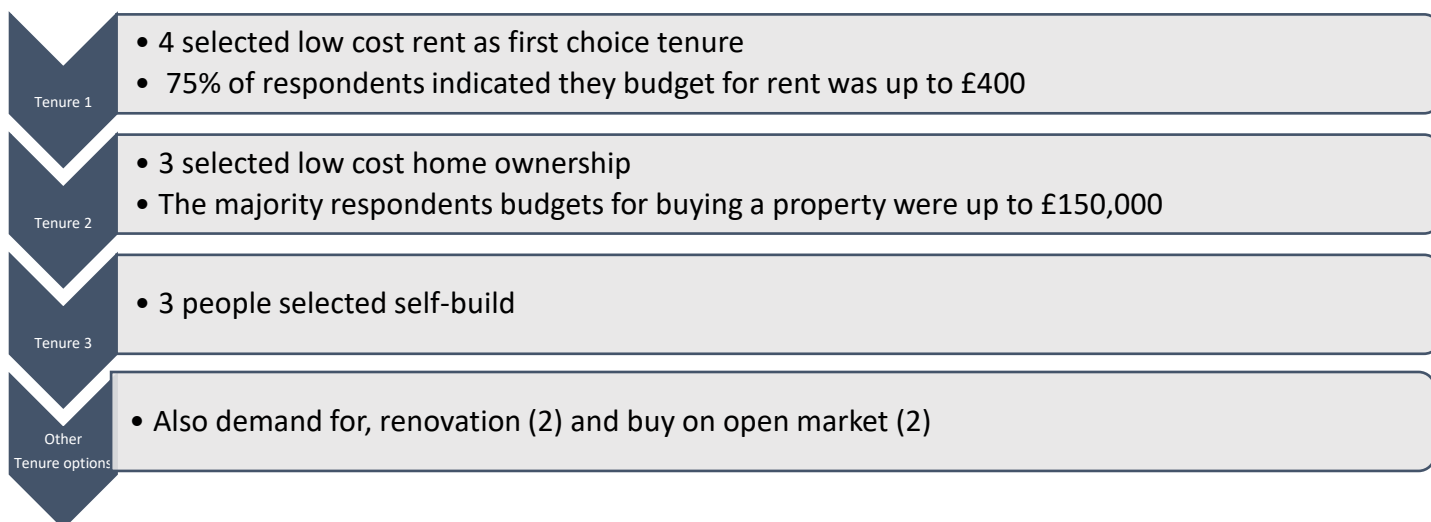 • 4 selected low cost rent as first choice tenure
• 75% of respondents indicated they budget for rent was up to £400
Tenure 1
• 3 selected low cost home ownership
• The majority respondents budgets for buying a property were up to £150,000
Tenure 2
• 3 people selected self-build
Tenure 3
• Also demand for, renovation (2) and buy on open market (2)
Other
Tenure options